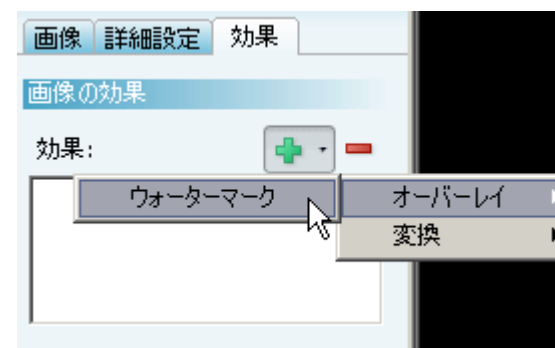 画像 詳細設定 効果
画像の効果
効果:
ウォーターマーク オーバーレイ
変換